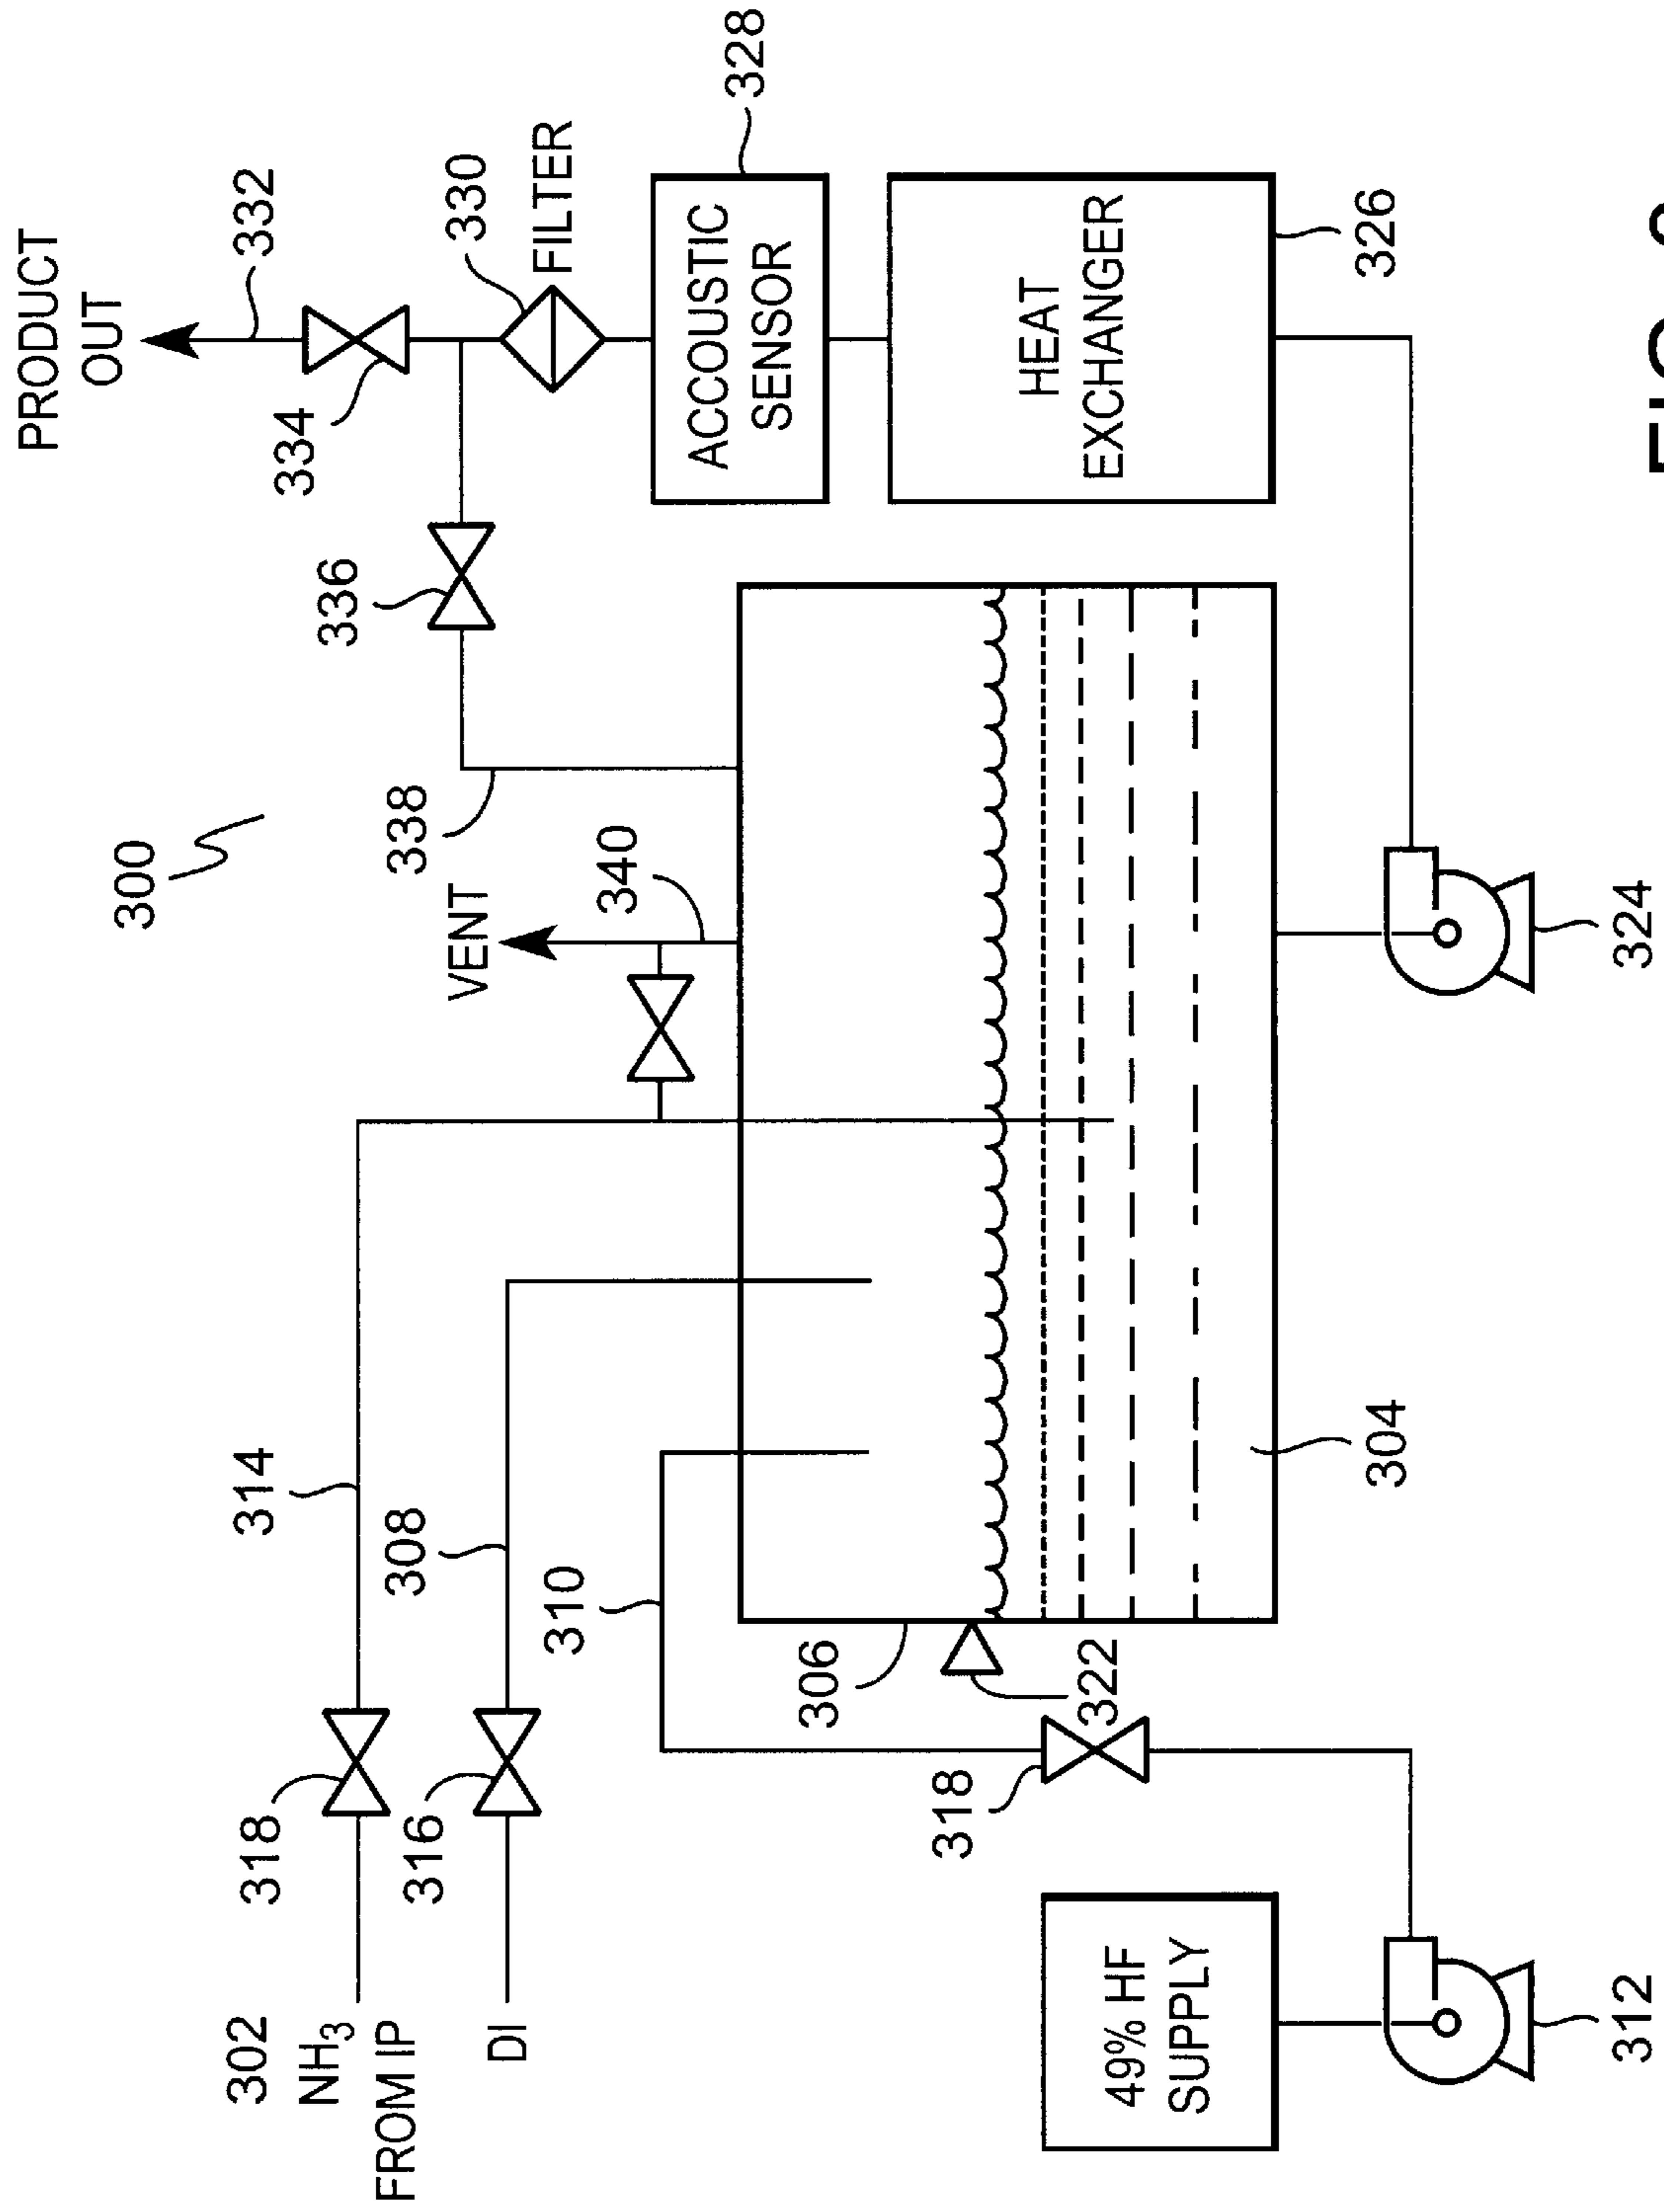 PRODUCT
OUT
332
334
330
FILTER
ACCOUSTIC
SENSOR
328
HEAT
EXCHANGER
326
336
338
300
VENT
340
324
314
308
310
306
322
304
318
316
318
302
NH3
FROM IP
DI
49% HF
SUPPLY
312